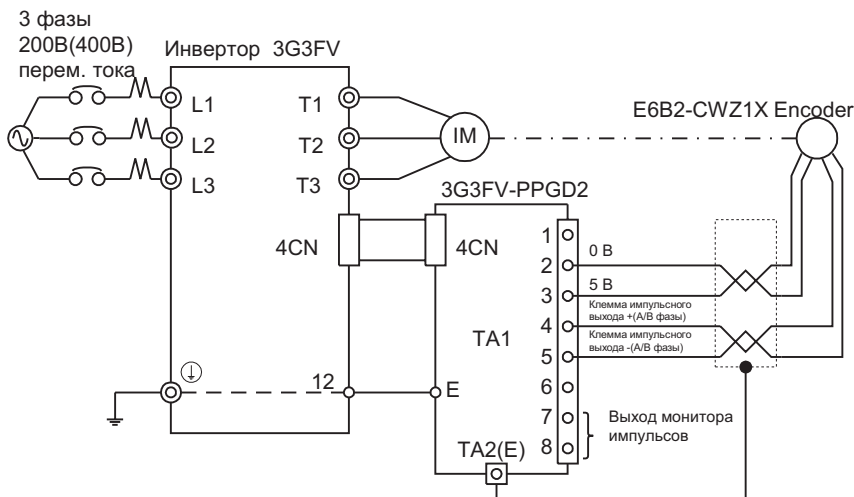 3 фазы
200В(400В)
перем. тока
Инвертор 3G3FV
L1
T1
E6B2-CWZ1X Encoder
IM
L2
T2
L3
T3
3G3FV-PPGD2
4CN
4CN
1
2
0 В
3
5 В
Клемма импульсного
выхода +(А/В фазы)
4
TA1
Клемма импульсного
выхода -(А/В фазы)
5
6
12
E
7
8
Выход монитора
импульсов
TA2(E)